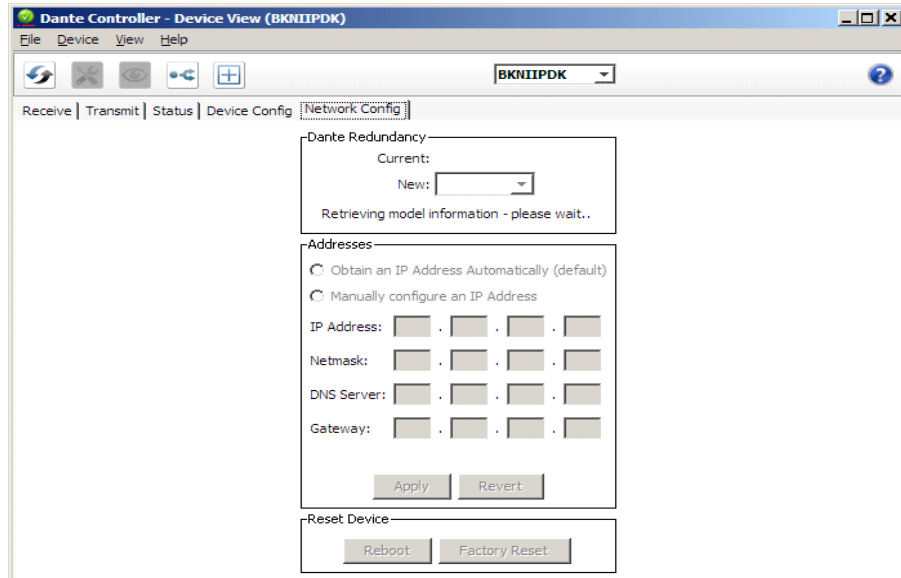 Dante Controller - Device View (BKNIIPDK)
File Device View Help
BKNIIPDK
Receive Transmit Status Device Config Network Config
Dante Redundancy
Current:
New:
Retrieving model information - please wait..
Addresses
Obtain an IP Address Automatically (default)
Manually configure an IP Address
IP Address: . . .
Netmask: . . .
DNS Server: . . .
Gateway: . . .
Apply Revert
Reset Device
Reboot Factory Reset